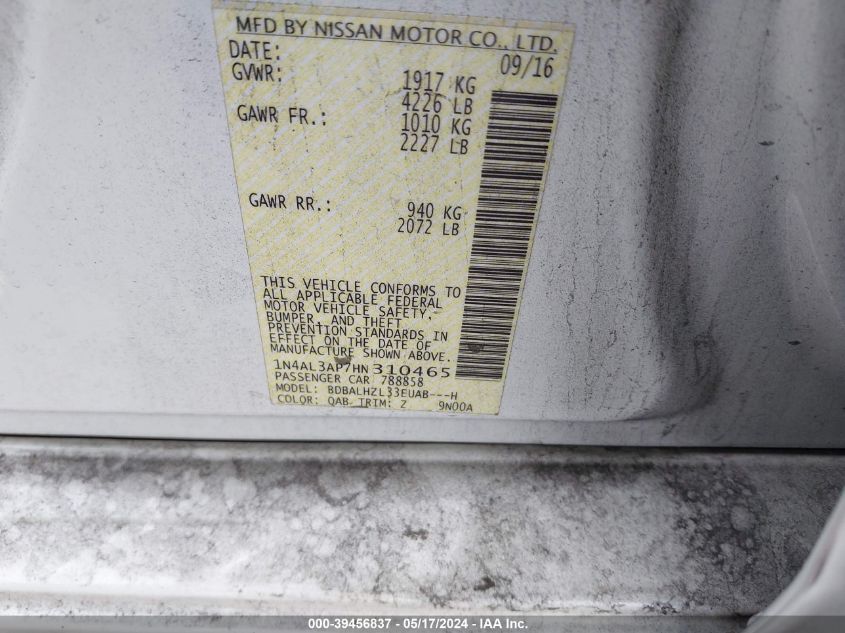 MFD BY NISSAN MOTOR CO., LTD.
DATE: 09/16
GVWR: 1917 KG
4226 LB
GAWR FR.: 1010 KG
2227 LB
GAWR RR.: 940 KG
2072 LB
THIS VEHICLE CONFORMS TO
ALL APPLICABLE FEDERAL
MOTOR VEHICLE SAFETY,
BUMPER, AND THEFT
PREVENTION STANDARDS IN
EFFECT ON THE DATE OF
MANUFACTURE SHOWN ABOVE.
1N4AL3AP7HN310465
PASSENGER CAR 788858
MODEL: BDBALHZL33EUAB---H
COLOR: QAB TRIM: Z 9N00A
000-39456837 - 05/17/2024 - IAA Inc.